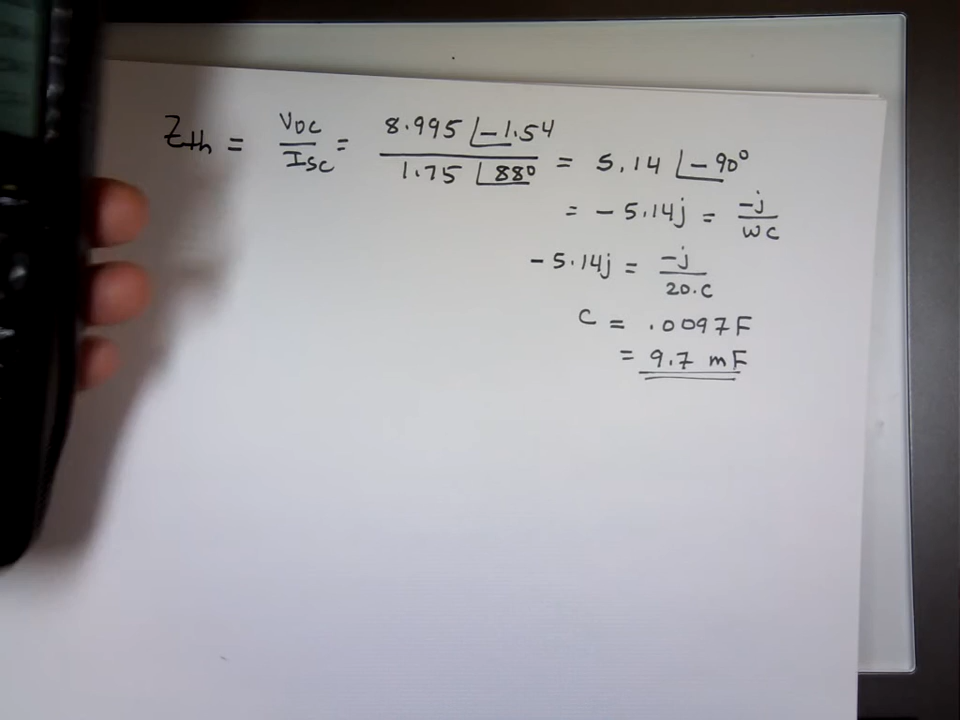 Zth = Voc/Isc = 8.995 ∠-1.54 / 1.75 ∠88° = 5.14 ∠-90°
= -5.14j = -j/wc
-5.14j = -j/20.C
C = .0097F
= 9.7 mF